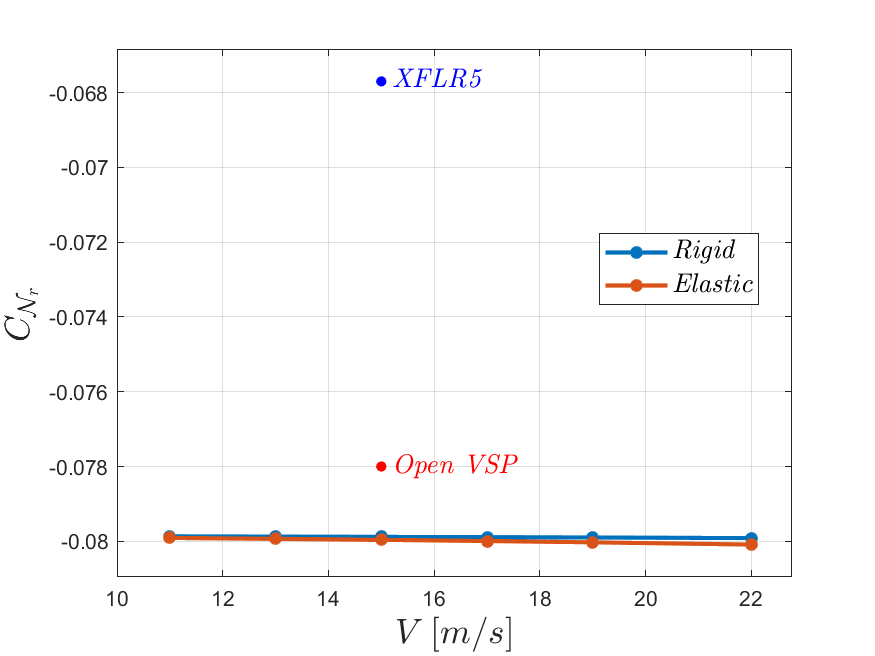 XFLR5
-0.068
-0.07
-0.072
Rigid
Elastic
-0.074
C_{𝒩_r}
-0.076
-0.078
Open VSP
-0.08
10 12 14 16 18 20 22
V [m/s]